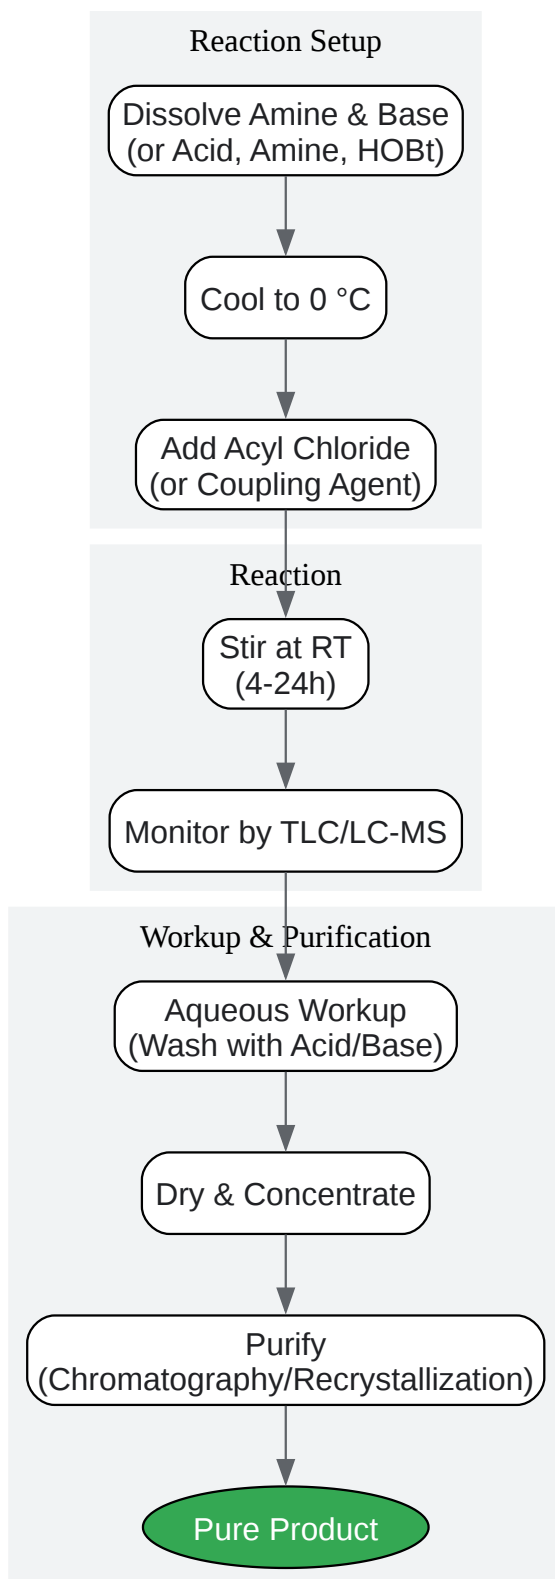 Reaction Setup
Dissolve Amine & Base
(or Acid, Amine, HOBt)
Cool to 0 °C
Add Acyl Chloride
(or Coupling Agent)
Reaction
Stir at RT
(4-24h)
Monitor by TLC/LC-MS
Workup & Purification
Aqueous Workup
(Wash with Acid/Base)
Dry & Concentrate
Purify
(Chromatography/Recrystallization)
Pure Product